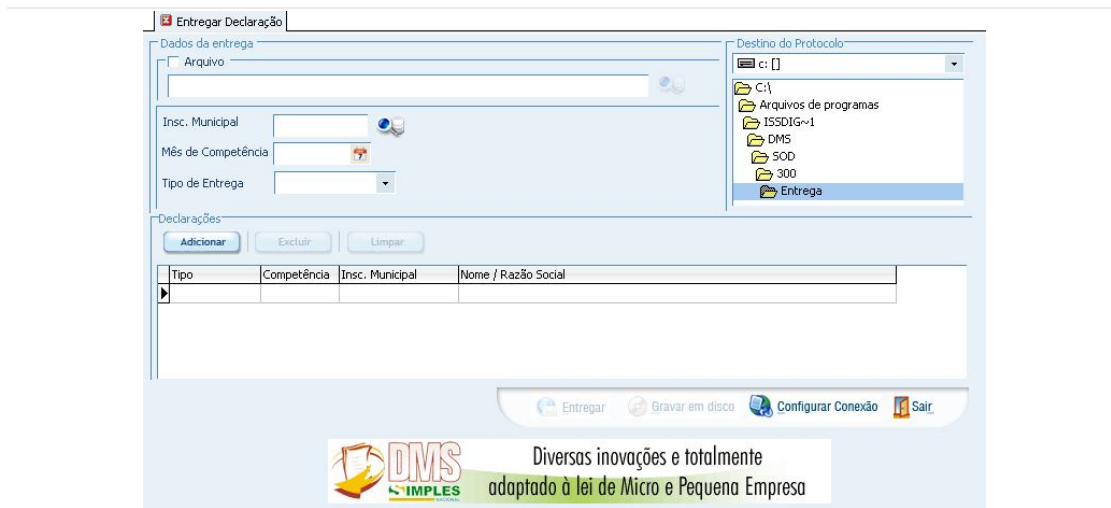 Entregar Declaração
Dados da entrega
Arquivo
Insc. Municipal
Mês de Competência
Tipo de Entrega
Destino do Protocolo
c: []
C:\
Arquivos de programas
ISSDIG~1
DMS
SOD
300
Entrega
Declarações
Adicionar Excluir Limpar
Tipo Competência Insc. Municipal Nome / Razão Social
Entregar Gravar em disco Configurar Conexão Sair
DMS
SIMPLES
NACIONAL
Diversas inovações e totalmente
adaptado à lei de Micro e Pequena Empresa